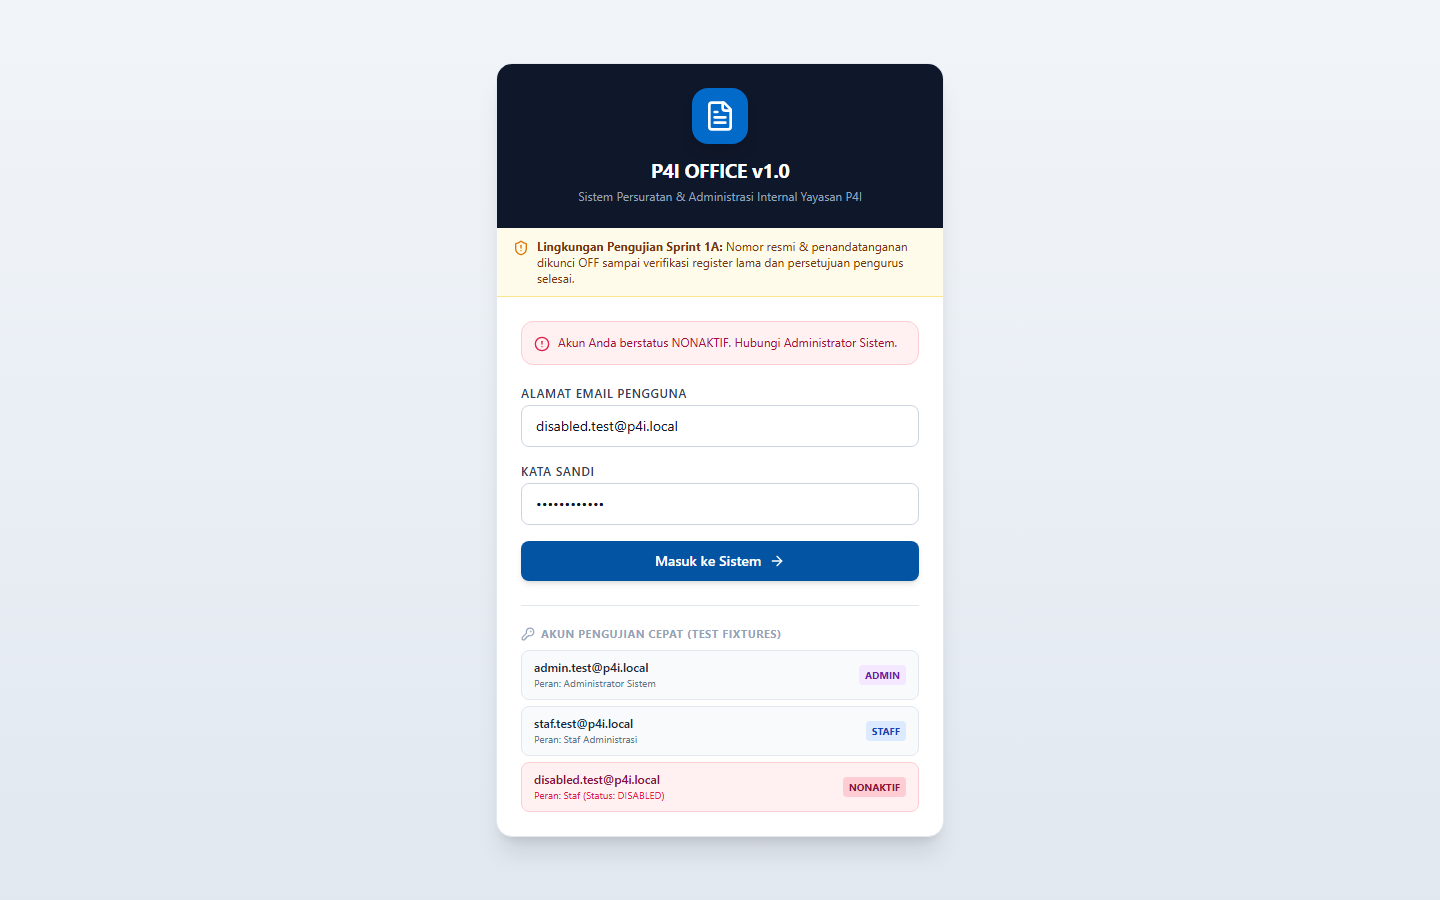 P4I OFFICE v1.0
Sistem Persuratan & Administrasi Internal Yayasan P4I
Lingkungan Pengujian Sprint 1A: Nomor resmi & penandatanganan
dikunci OFF sampai verifikasi register lama dan persetujuan pengurus
selesai.
Akun Anda berstatus NONAKTIF. Hubungi Administrator Sistem.
ALAMAT EMAIL PENGGUNA
disabled.test@p4i.local
KATA SANDI
••••••••••••
Masuk ke Sistem →
AKUN PENGUJIAN CEPAT (TEST FIXTURES)
admin.test@p4i.local
Peran: Administrator Sistem
ADMIN
staf.test@p4i.local
Peran: Staf Administrasi
STAFF
disabled.test@p4i.local
Peran: Staf (Status: DISABLED)
NONAKTIF